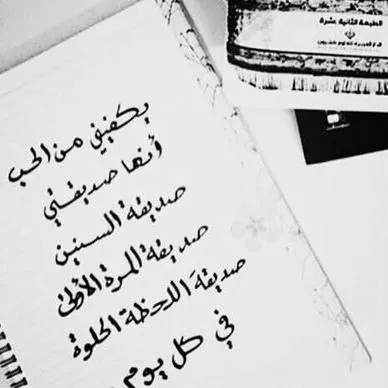 الطبعة الثانية عشرة
يكفيني من الحب
أنها صديقتي
صديقة السنين
صديقة المرة الأولى
صديقة اللحظة الحلوة
في كل يوم